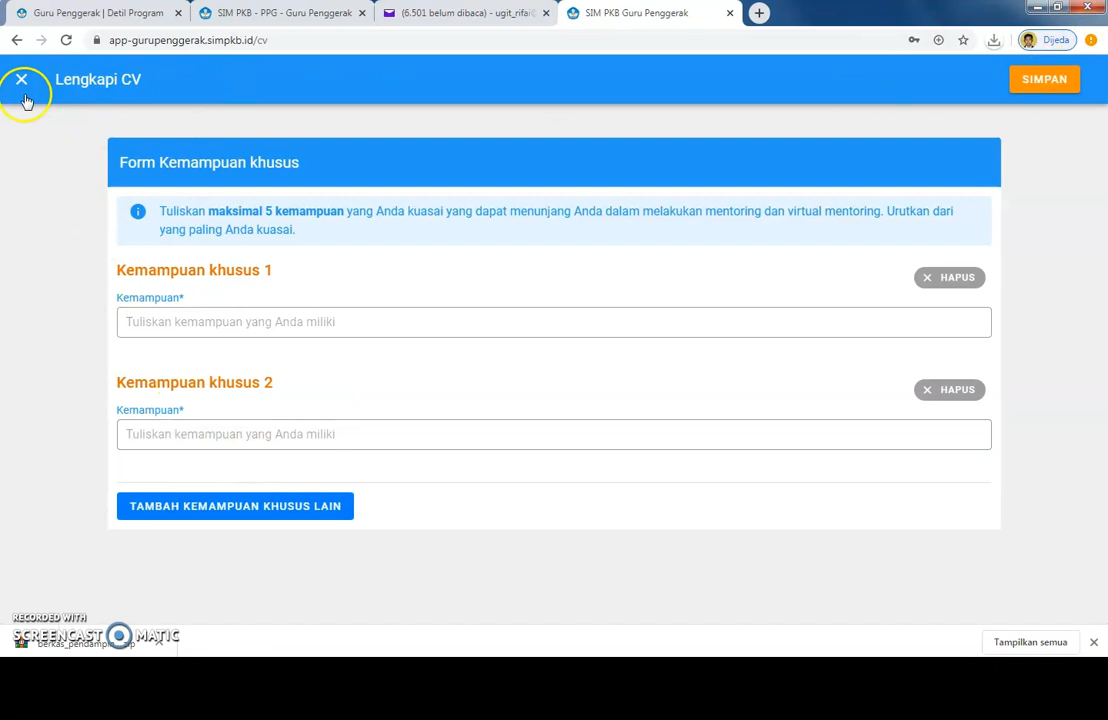 Guru Penggerak | Detil Program
SIM PKB - PPG - Guru Penggerak
(6.501 belum dibaca) - ugit_rifai@
SIM PKB Guru Penggerak
app-gurupenggerak.simpkb.id/cv
Dijeda
Lengkapi CV
SIMPAN
Form Kemampuan khusus
Tuliskan maksimal 5 kemampuan yang Anda kuasai yang dapat menunjang Anda dalam melakukan mentoring dan virtual mentoring. Urutkan dari
yang paling Anda kuasai.
Kemampuan khusus 1
HAPUS
Kemampuan*
Tuliskan kemampuan yang Anda miliki
Kemampuan khusus 2
HAPUS
Kemampuan*
Tuliskan kemampuan yang Anda miliki
TAMBAH KEMAMPUAN KHUSUS LAIN
RECORDED WITH
SCREENCAST MATIC
Tampilkan semua